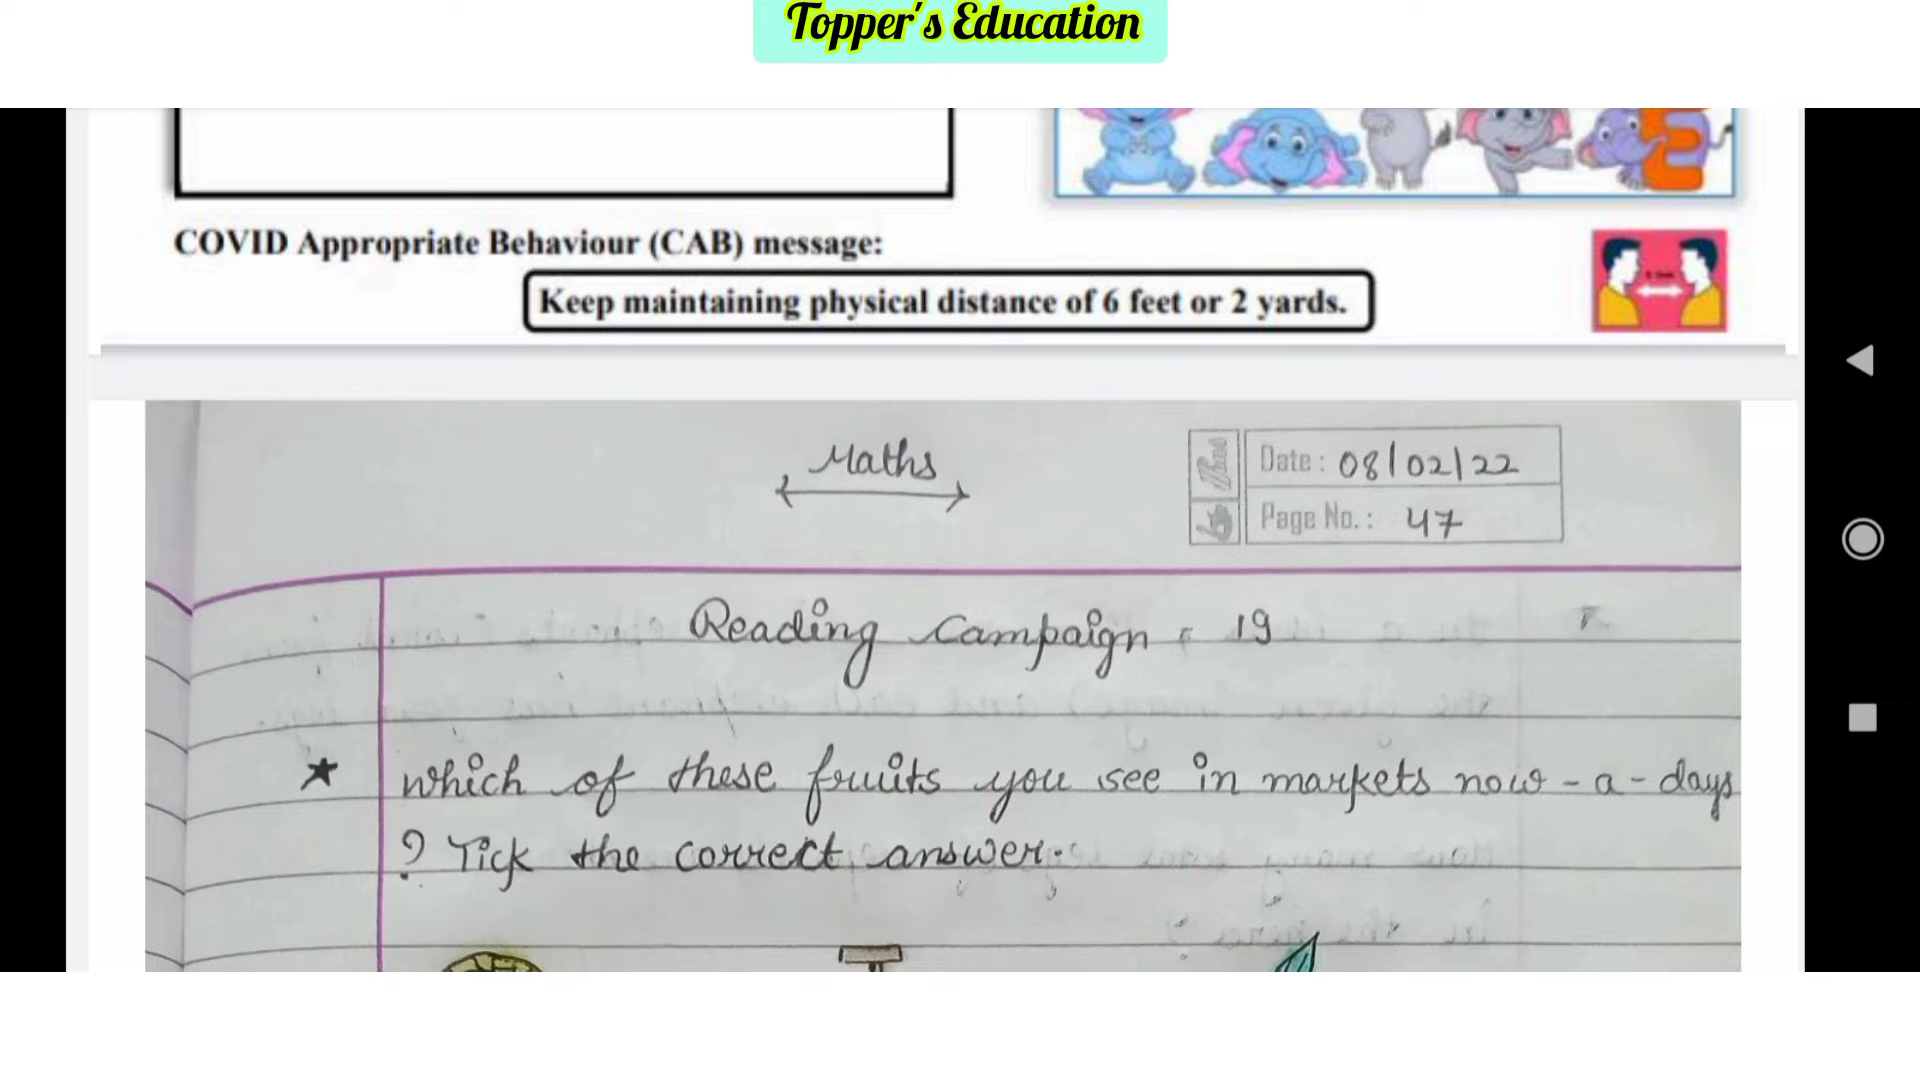 Topper's Education
COVID Appropriate Behaviour (CAB) message:
Keep maintaining physical distance of 6 feet or 2 yards.
Maths
Date : 08/02/22
Page No. : 47
Reading Campaign : 19
★ which of these fruits you see in markets now-a-days
? Tick the correct answer.